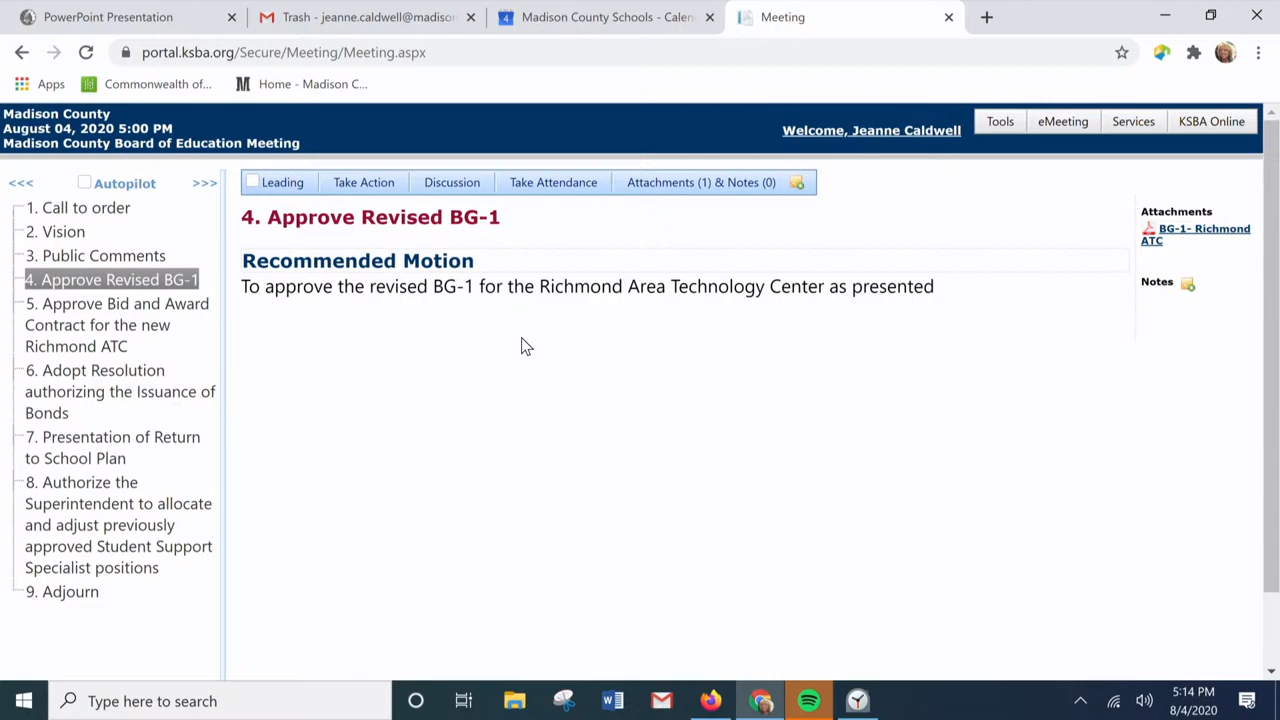 PowerPoint Presentation
Trash - jeanne.caldwell@madison
Madison County Schools - Calen
Meeting
portal.ksba.org/Secure/Meeting/Meeting.aspx
Apps
Commonwealth of...
Home - Madison C...
Madison County
August 04, 2020 5:00 PM
Madison County Board of Education Meeting
Welcome, Jeanne Caldwell
Tools
eMeeting
Services
KSBA Online
<<<
Autopilot
>>>
Leading
Take Action
Discussion
Take Attendance
Attachments (1) & Notes (0)
1. Call to order
2. Vision
3. Public Comments
4. Approve Revised BG-1
5. Approve Bid and Award
Contract for the new
Richmond ATC
6. Adopt Resolution
authorizing the Issuance of
Bonds
7. Presentation of Return
to School Plan
8. Authorize the
Superintendent to allocate
and adjust previously
approved Student Support
Specialist positions
9. Adjourn
4. Approve Revised BG-1
Recommended Motion
To approve the revised BG-1 for the Richmond Area Technology Center as presented
Attachments
BG-1- Richmond
ATC
Notes
Type here to search
5:14 PM
8/4/2020